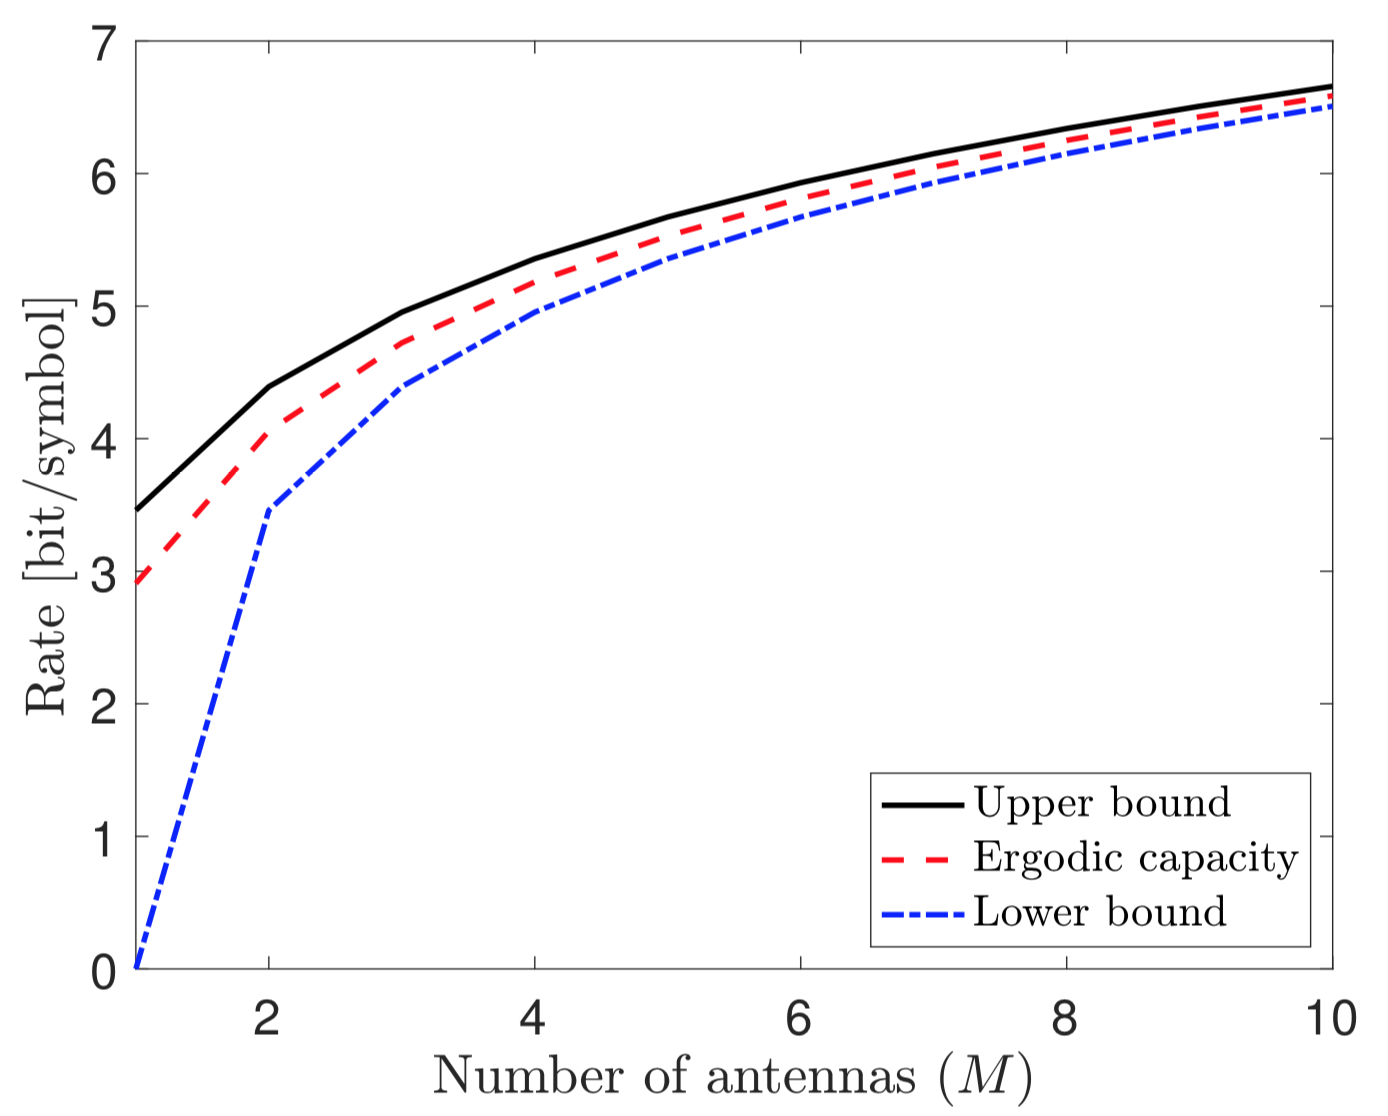 7
6
5
4
3
2
1
0
Rate [bit/symbol]
Upper bound
Ergodic capacity
Lower bound
2 4 6 8 10
Number of antennas (M)